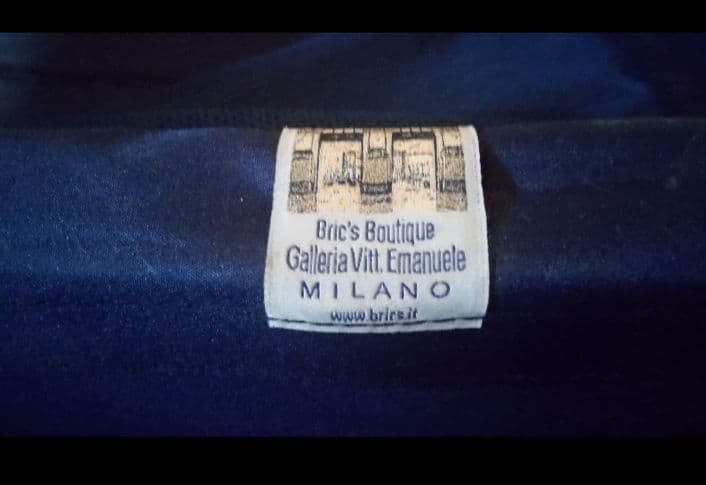 Bric's Boutique
Galleria Vitt. Emanuele
MILANO
www.brics.it